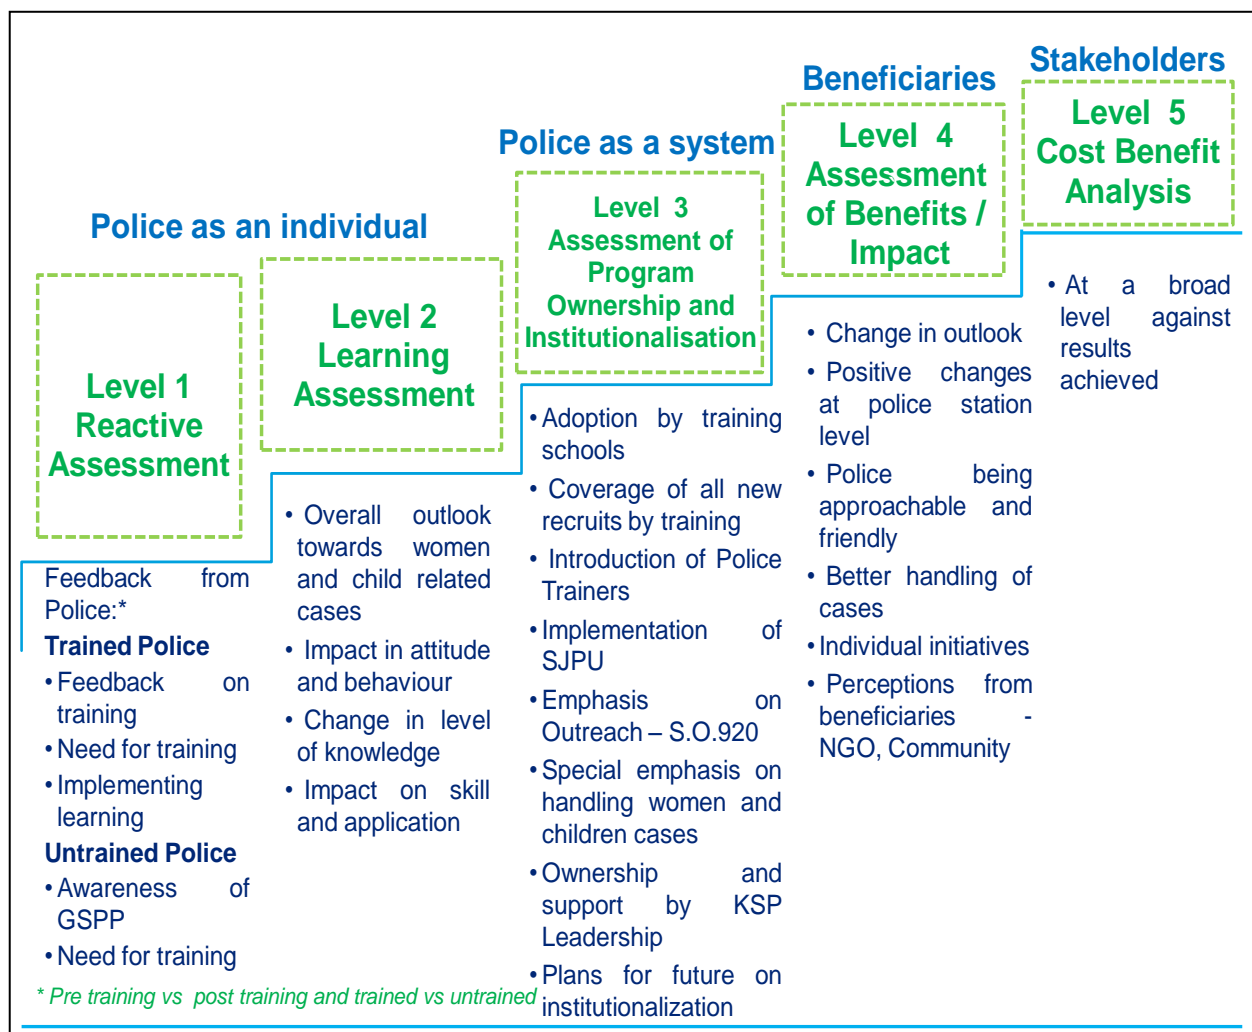 Police as an individual
Level 1
Reactive
Assessment
Feedback from
Police:*
Trained Police
• Feedback on
training
• Need for training
• Implementing
learning
Untrained Police
• Awareness of
GSPP
• Need for training
* Pre training vs post training and trained vs untrained
Level 2
Learning
Assessment
• Overall outlook
towards women
and child related
cases
• Impact in attitude
and behaviour
• Change in level
of knowledge
• Impact on skill
and application
Police as a system
Level 3
Assessment of
Program
Ownership and
Institutionalisation
• Adoption by training
schools
• Coverage of all new
recruits by training
• Introduction of Police
Trainers
• Implementation of
SJPU
• Emphasis on
Outreach – S.O.920
• Special emphasis on
handling women and
children cases
• Ownership and
support by KSP
Leadership
• Plans for future on
institutionalization
Beneficiaries
Level 4
Assessment
of Benefits /
Impact
• Change in outlook
• Positive changes
at police station
level
• Police being
approachable and
friendly
• Better handling of
cases
• Individual initiatives
• Perceptions from
beneficiaries -
NGO, Community
Stakeholders
Level 5
Cost Benefit
Analysis
• At a broad
level against
results
achieved